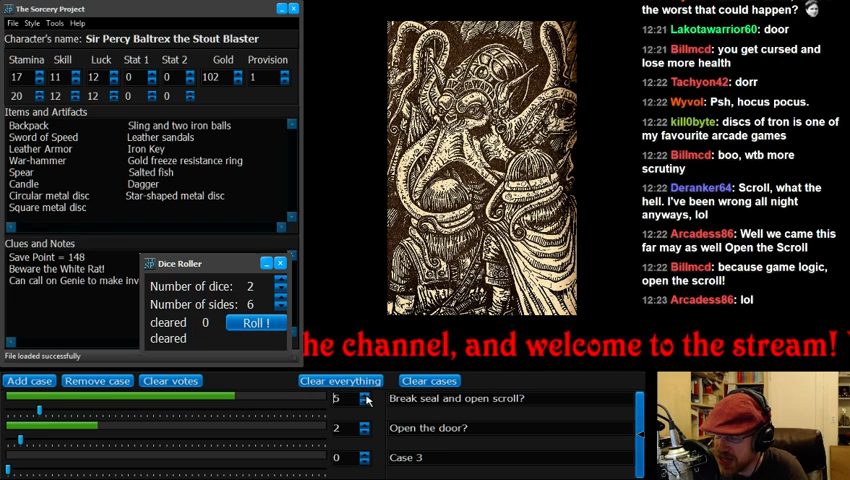 The Sorcery Project
File Style Tools Help
Character's name: Sir Percy Baltrex the Stout Blaster
Stamina Skill Luck Stat 1 Stat 2 Gold Provision
17 11 12 0 0 102 1
20 12 12 0 0
Items and Artifacts
Backpack Sling and two iron balls
Sword of Speed Leather sandals
Leather Armor Iron Key
War-hammer Gold freeze resistance ring
Spear Salted fish
Candle Dagger
Circular metal disc Star-shaped metal disc
Square metal disc
Clues and Notes
Save Point = 148
Beware the White Rat!
Can call on Genie to make inv
File loaded successfully
Dice Roller
Number of dice: 2
Number of sides: 6
cleared 0 Roll !
cleared
the worst that could happen?
12:21 Lakotawarrior60: door
12:21 Billmcd: you get cursed and
lose more health
12:22 Tachyon42: dorr
12:22 Wyvol: Psh, hocus pocus.
12:22 kill0byte: discs of tron is one of
my favourite arcade games
12:22 Billmcd: boo, wtb more
scrutiny
12:22 Deranker64: Scroll, what the
hell. I've been wrong all night
anyways, lol
12:22 Arcadess86: Well we came this
far may as well Open the Scroll
12:22 Billmcd: because game logic,
open the scroll!
12:23 Arcadess86: lol
he channel, and welcome to the stream!
Add case Remove case Clear votes Clear everything Clear cases
5 Break seal and open scroll?
2 Open the door?
0 Case 3